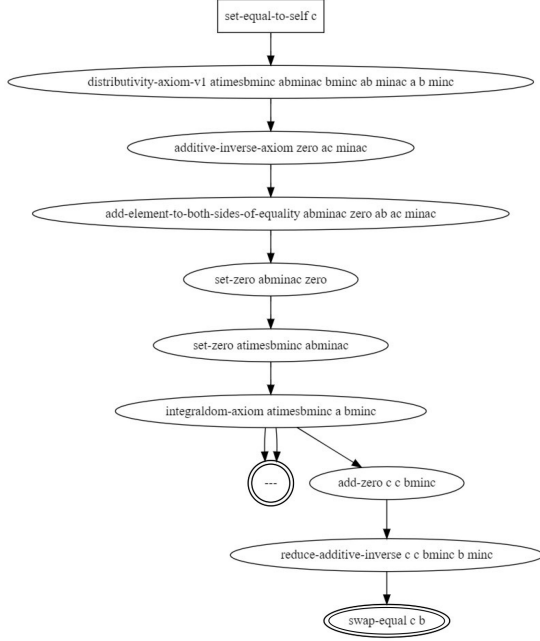 set-equal-to-self c
distributivity-axiom-v1 atimesbminc abminac bminc ab minac a b minc
additive-inverse-axiom zero ac minac
add-element-to-both-sides-of-equality abminac zero ab ac minac
set-zero abminac zero
set-zero atimesbminc abminac
integraldom-axiom atimesbminc a bminc
---
add-zero c c bminc
reduce-additive-inverse c c bminc b minc
swap-equal c b